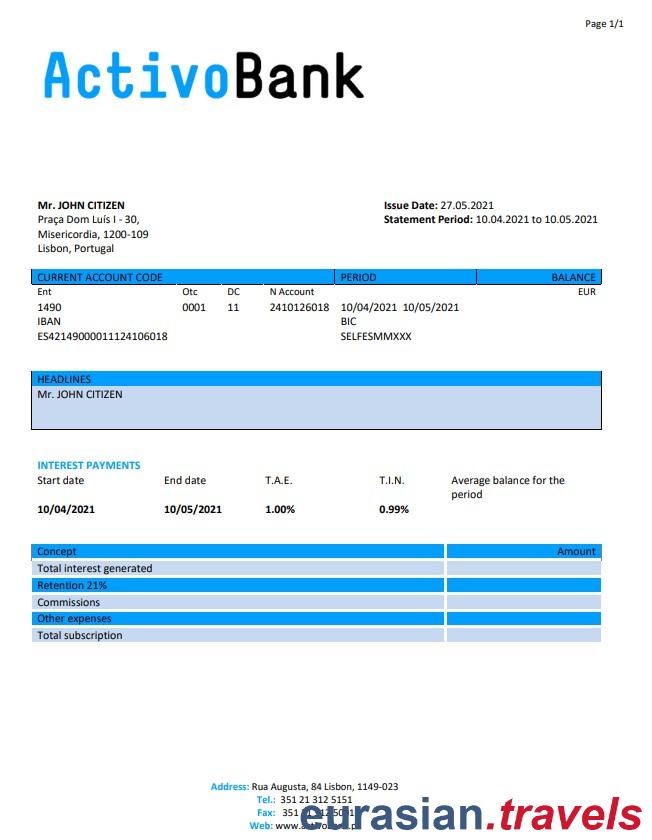 Page 1/1
ActivoBank
Mr. JOHN CITIZEN
Praça Dom Luís I - 30,
Misericordia, 1200-109
Lisbon, Portugal
Issue Date: 27.05.2021
Statement Period: 10.04.2021 to 10.05.2021
CURRENT ACCOUNT CODE PERIOD BALANCE
Ent Otc DC N Account EUR
1490 0001 11 2410126018 10/04/2021 10/05/2021
IBAN BIC
ES42149000011124106018 SELFESMMXXX
HEADLINES
Mr. JOHN CITIZEN
INTEREST PAYMENTS
Start date End date T.A.E. T.I.N. Average balance for the
period
10/04/2021 10/05/2021 1.00% 0.99%
Concept Amount
Total interest generated
Retention 21%
Commissions
Other expenses
Total subscription
Address: Rua Augusta, 84 Lisbon, 1149-023
Tel.: 351 21 312 5151
Fax: 351
Web:
eurasian.travels